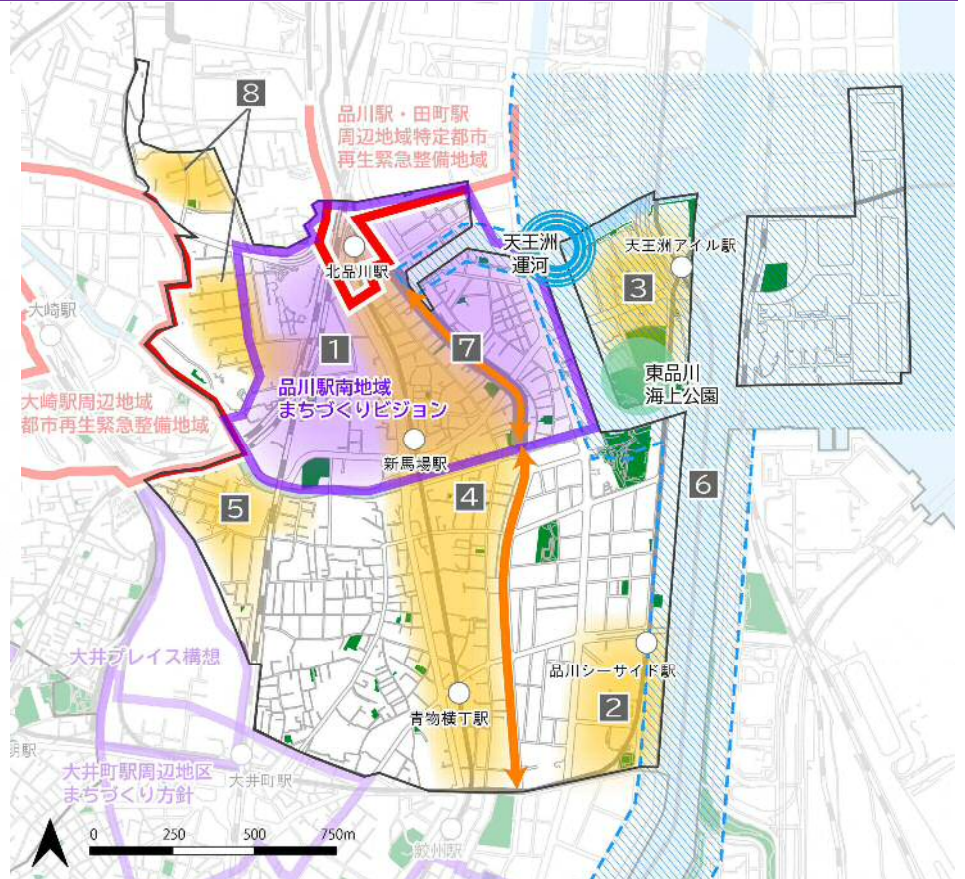 8
品川駅・田町駅
周辺地域特定都市
再生緊急整備地域
天王洲
運河
天王洲アイル駅
北品川駅
3
大崎駅
1
7
東品川
海上公園
品川駅南地域
まちづくりビジョン
大崎駅周辺地域
都市再生緊急整備地域
新馬場駅
5
4
6
大井プレイス構想
品川シーサイド駅
2
青物横丁駅
大井町駅周辺地区
まちづくり方針
大井町駅
鮫州駅
0 250 500 750m